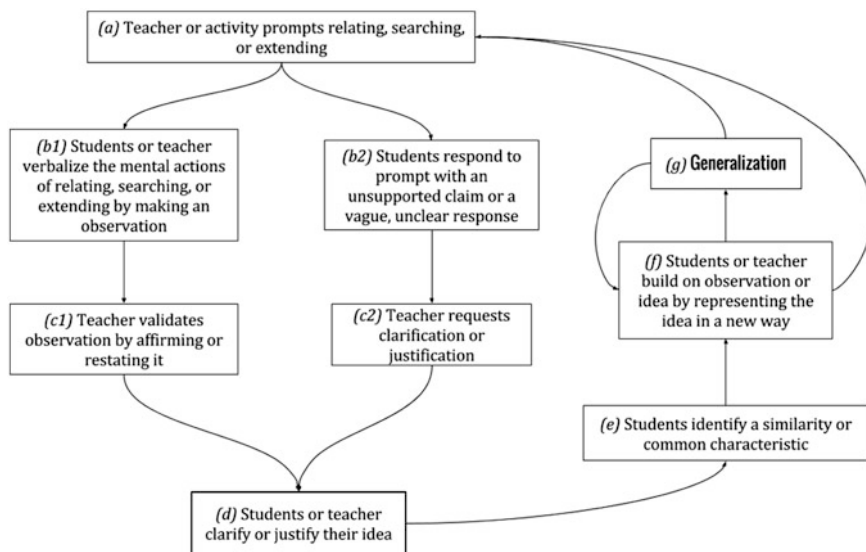 (a) Teacher or activity prompts relating, searching,
or extending
(b1) Students or teacher
verbalize the mental actions
of relating, searching, or
extending by making an
observation
(b2) Students respond to
prompt with an
unsupported claim or a
vague, unclear response
(g) Generalization
(f) Students or teacher
build on observation or
idea by representing the
idea in a new way
(c1) Teacher validates
observation by affirming or
restating it
(c2) Teacher requests
clarification or
justification
(e) Students identify a similarity or
common characteristic
(d) Students or teacher
clarify or justify their idea